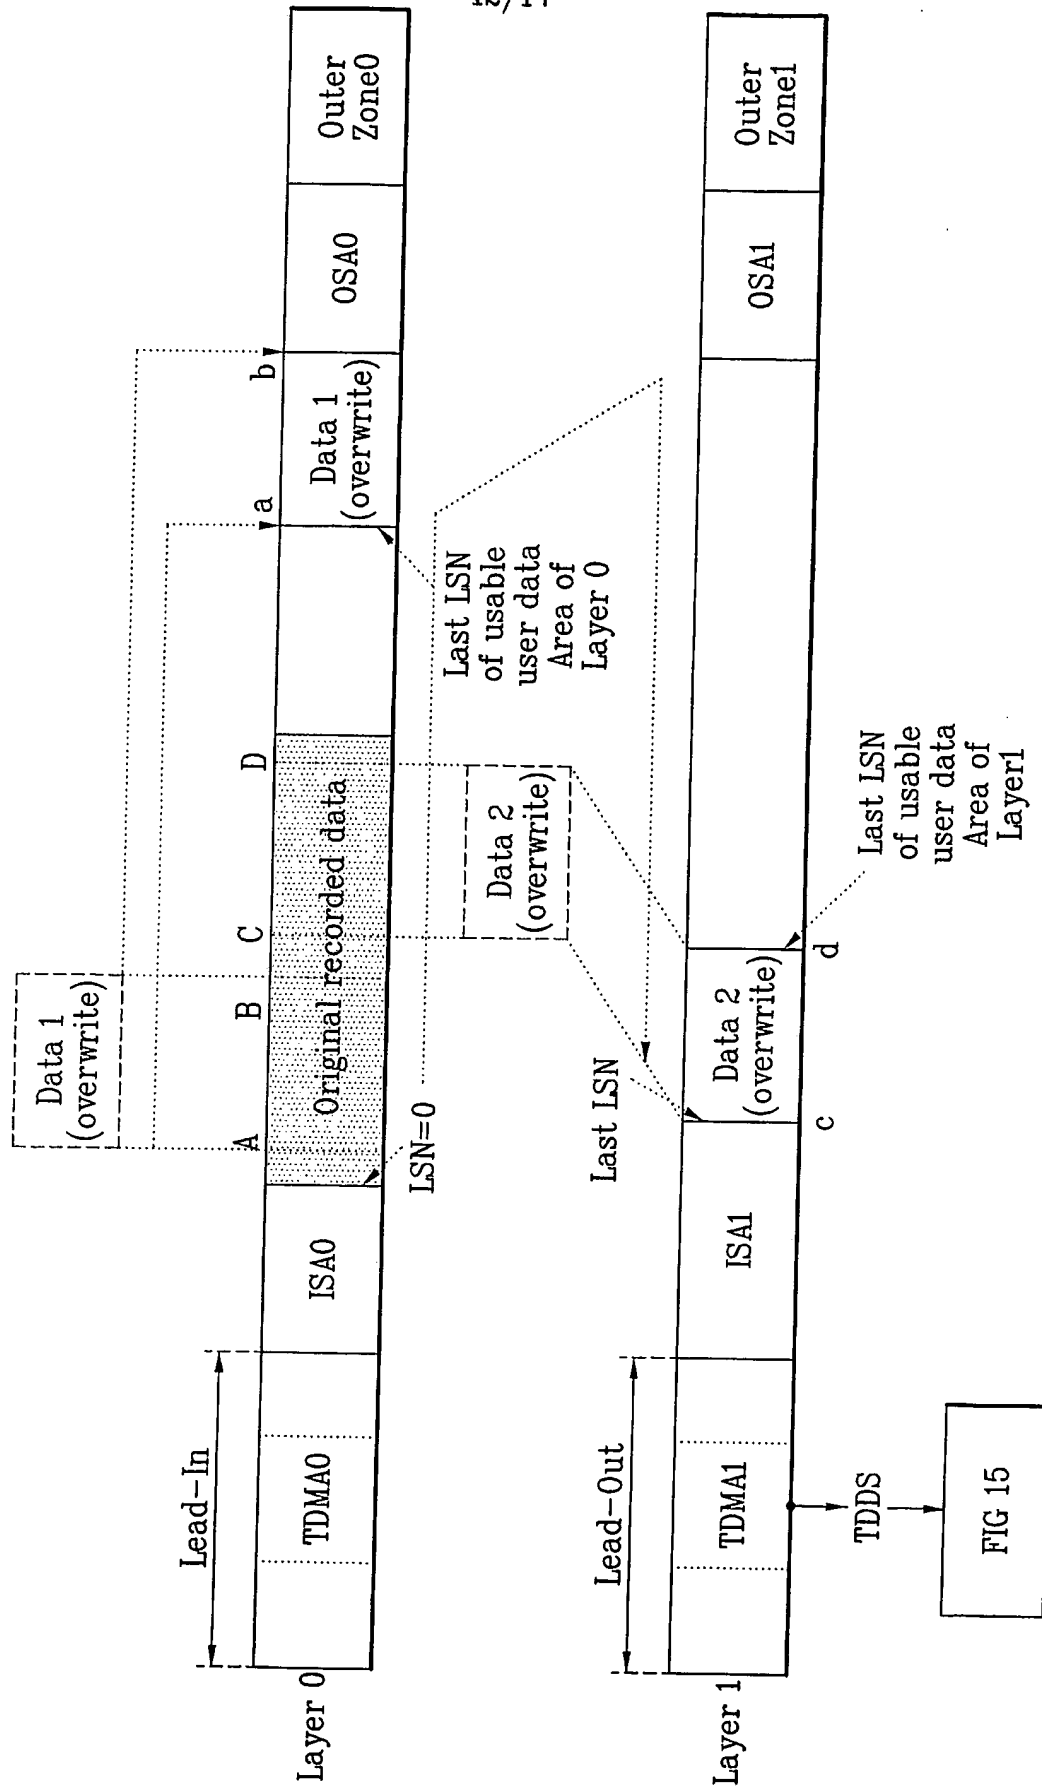 12/14
Data 1
(overwrite)
A
B
C
D
a
b
Lead-In
Layer 0
TDMA0
ISA0
Original recorded data
Data 1
(overwrite)
OSA0
Outer
Zone0
LSN=0
Data 2
(overwrite)
Last LSN
of usable
user data
Area of
Layer 0
Last LSN
Lead-Out
Layer 1
TDMA1
ISA1
Data 2
(overwrite)
OSA1
Outer
Zone1
c
d
Last LSN
of usable
user data
Area of
Layer1
TDDS
FIG 15